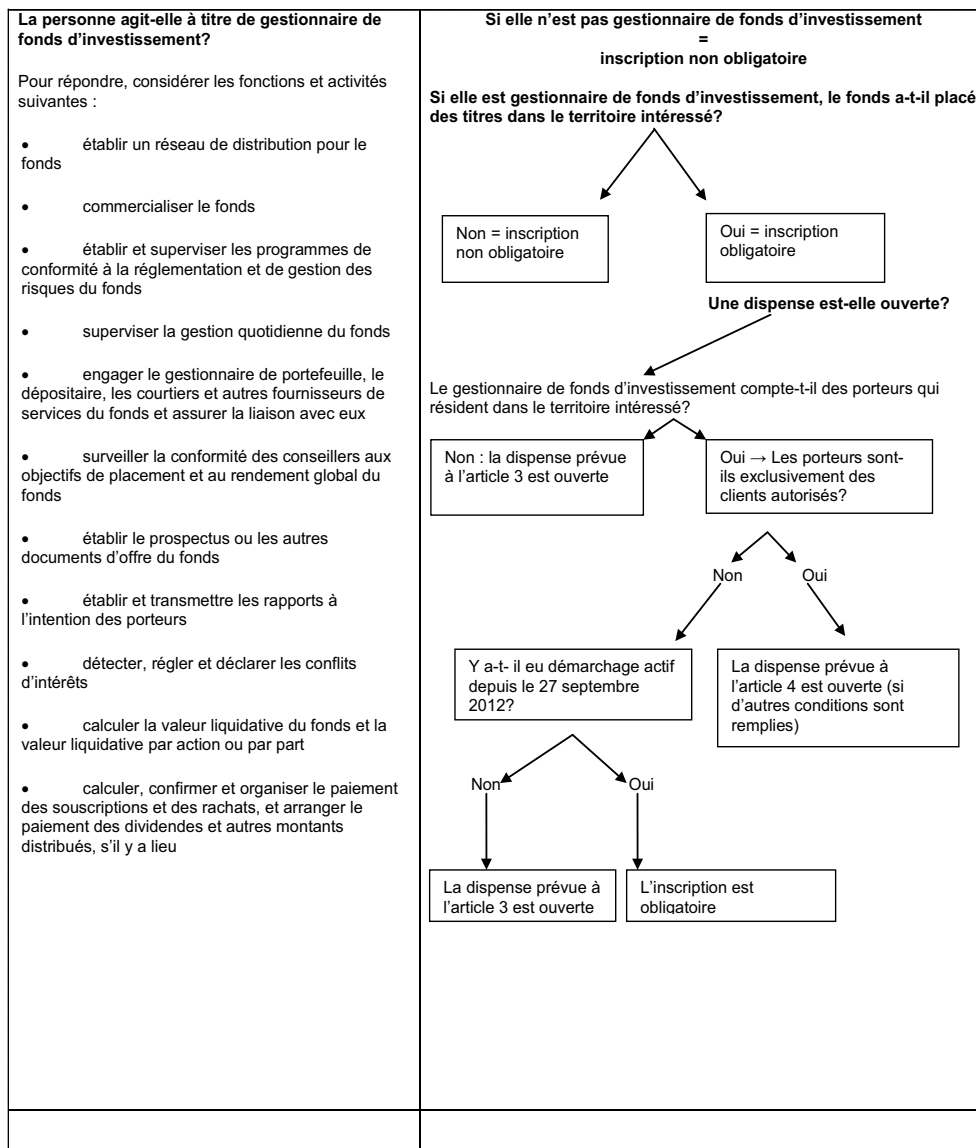 La personne agit-elle à titre de gestionnaire de
fonds d’investissement?
Pour répondre, considérer les fonctions et activités
suivantes :
• établir un réseau de distribution pour le
fonds
• commercialiser le fonds
• établir et superviser les programmes de
conformité à la réglementation et de gestion des
risques du fonds
• superviser la gestion quotidienne du fonds
• engager le gestionnaire de portefeuille, le
dépositaire, les courtiers et autres fournisseurs de
services du fonds et assurer la liaison avec eux
• surveiller la conformité des conseillers aux
objectifs de placement et au rendement global du
fonds
• établir le prospectus ou les autres
documents d’offre du fonds
• établir et transmettre les rapports à
l’intention des porteurs
• détecter, régler et déclarer les conflits
d’intérêts
• calculer la valeur liquidative du fonds et la
valeur liquidative par action ou par part
• calculer, confirmer et organiser le paiement
des souscriptions et des rachats, et arranger le
paiement des dividendes et autres montants
distribués, s’il y a lieu
Si elle n’est pas gestionnaire de fonds d’investissement
=
inscription non obligatoire
Si elle est gestionnaire de fonds d’investissement, le fonds a-t-il placé
des titres dans le territoire intéressé?
Non = inscription
non obligatoire
Oui = inscription
obligatoire
Une dispense est-elle ouverte?
Le gestionnaire de fonds d’investissement compte-t-il des porteurs qui
résident dans le territoire intéressé?
Non : la dispense prévue
à l’article 3 est ouverte
Oui → Les porteurs sont-
ils exclusivement des
clients autorisés?
Non
Oui
Y a-t- il eu démarchage actif
depuis le 27 septembre
2012?
La dispense prévue à
l’article 4 est ouverte (si
d’autres conditions sont
remplies)
Non
Oui
La dispense prévue à
l’article 3 est ouverte
L’inscription est
obligatoire